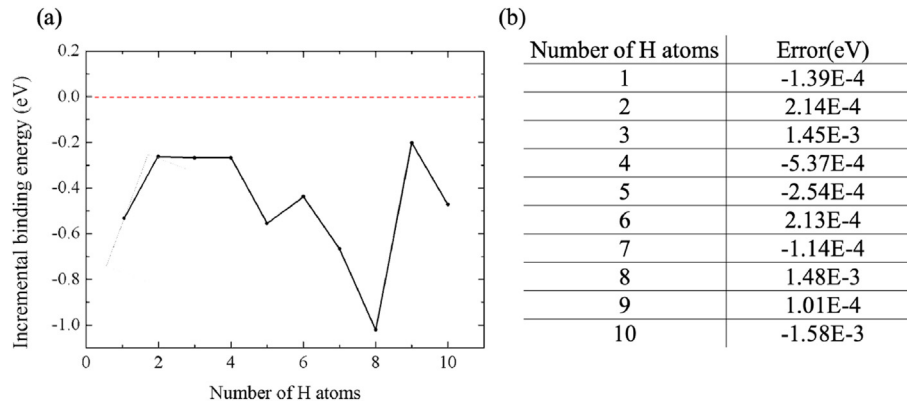 (a)
0.2
0.0
-0.2
-0.4
-0.6
-0.8
-1.0
Incremental binding energy (eV)
0 2 4 6 8 10
Number of H atoms
(b)
Number of H atoms Error(eV)
1 -1.39E-4
2 2.14E-4
3 1.45E-3
4 -5.37E-4
5 -2.54E-4
6 2.13E-4
7 -1.14E-4
8 1.48E-3
9 1.01E-4
10 -1.58E-3